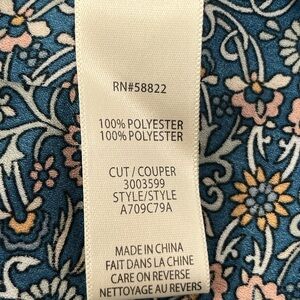 RN#58822
100% POLYESTER
100% POLYESTER
CUT / COUPER
3003599
STYLE/STYLE
A709C79A
MADE IN CHINA
FAIT DANS LA CHINE
CARE ON REVERSE
NETTOYAGE AU REVERS